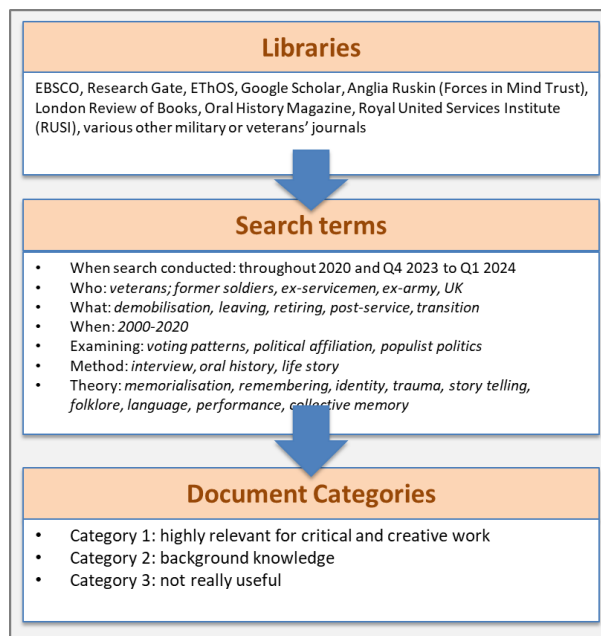 Libraries
EBSCO, Research Gate, EThOS, Google Scholar, Anglia Ruskin (Forces in Mind Trust),
London Review of Books, Oral History Magazine, Royal United Services Institute
(RUSI), various other military or veterans' journals
Search terms
• When search conducted: throughout 2020 and Q4 2023 to Q1 2024
• Who: veterans; former soldiers, ex-servicemen, ex-army, UK
• What: demobilisation, leaving, retiring, post-service, transition
• When: 2000-2020
• Examining: voting patterns, political affiliation, populist politics
• Method: interview, oral history, life story
• Theory: memorialisation, remembering, identity, trauma, story telling,
folklore, language, performance, collective memory
Document Categories
• Category 1: highly relevant for critical and creative work
• Category 2: background knowledge
• Category 3: not really useful